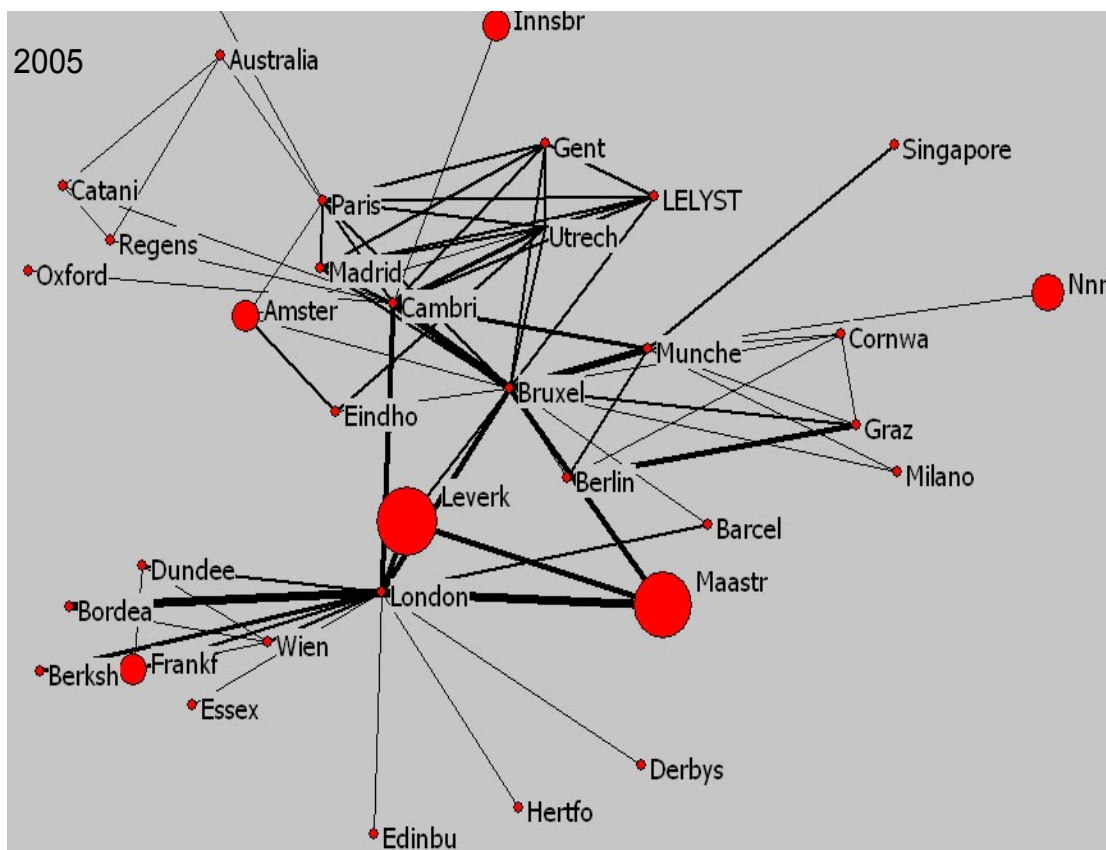 Innsbr
2005
Australia
Gent
Singapore
Catani
Paris
LELYST
Regens
Utrech
Oxford
Madrid
Nnr
Amster
Cambri
Cornwa
Munche
Bruxel
Eindho
Graz
Berlin
Milano
Leverk
Barcel
Dundee
Maastr
Bordea
London
Wien
Berksh
Frankf
Essex
Derbys
Hertfo
Edinbu